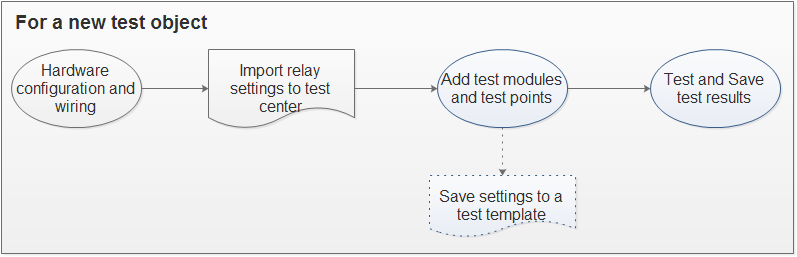 For a new test object
Hardware
configuration and
wiring
Import relay
settings to test
center
Add test modules
and test points
Test and Save
test results
Save settings to a
test template